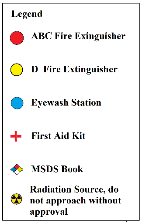 Legend
ABC Fire Exinguisher
D Fire Extinguisher
Eyewash Station
First Aid Kit
MSDS Book
Radiation Source, do
not approach without
approval